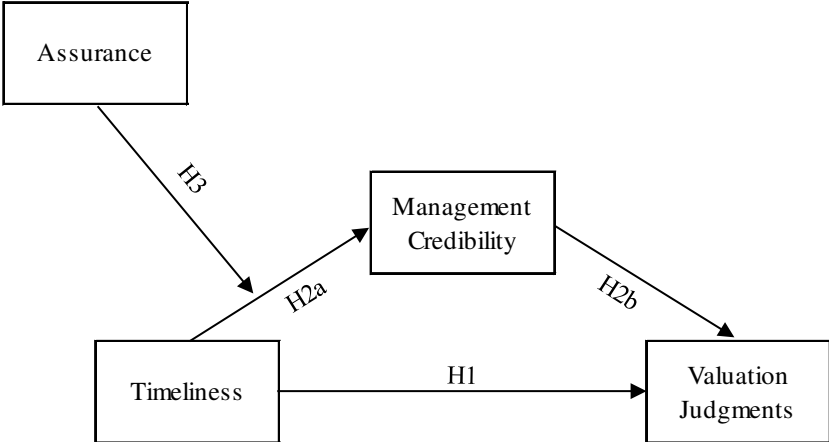 Assurance
H3
Management
Credibility
H2a
H2b
Timeliness
H1
Valuation
Judgments